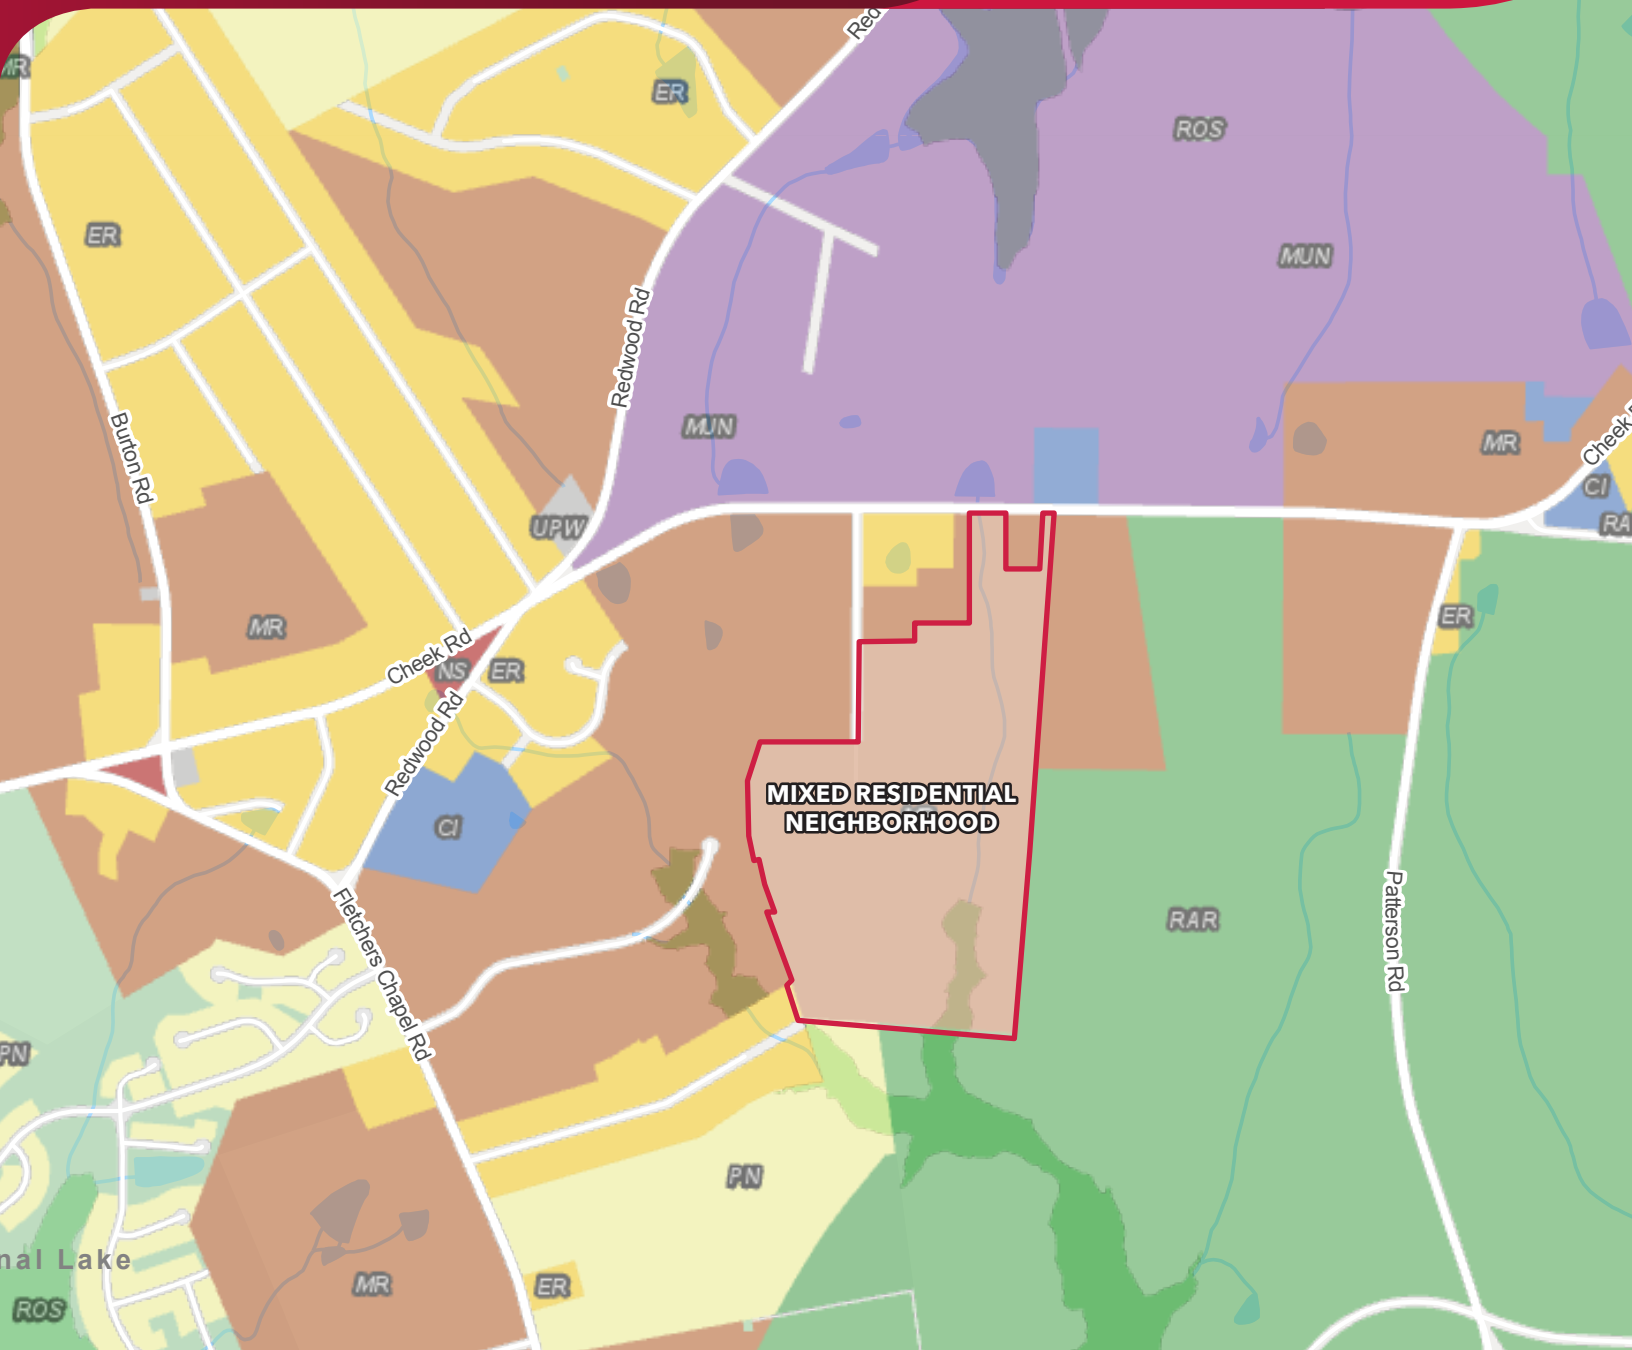 Red
MR
ER
ROS
ER
MUN
Redwood Rd
MUN
Burton Rd
MR
Cheek
CI
UPW
RA
MR
ER
Cheek Rd
NS
ER
Redwood Rd
MIXED RESIDENTIAL
NEIGHBORHOOD
CI
Fletchers Chapel Rd
Patterson Rd
RAR
PN
PN
nal Lake
MR
ER
ROS